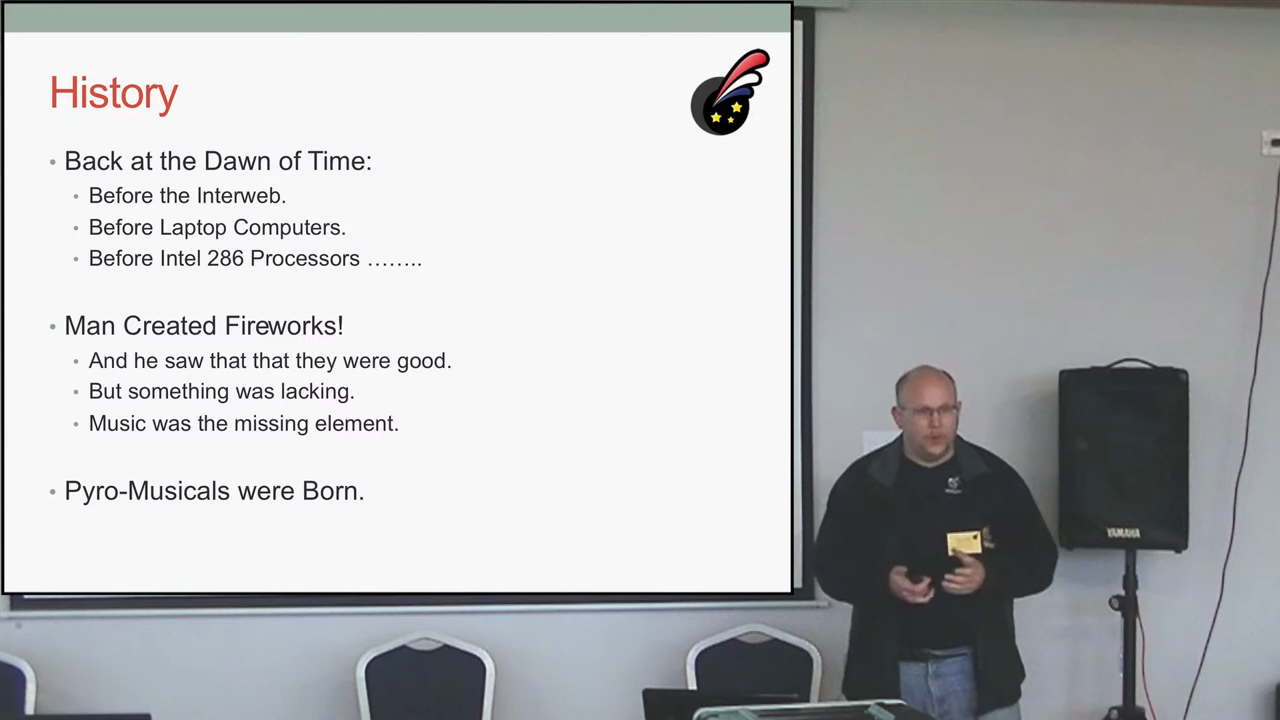 History
Back at the Dawn of Time:
Before the Interweb.
Before Laptop Computers.
Before Intel 286 Processors ……..
Man Created Fireworks!
And he saw that that they were good.
But something was lacking.
Music was the missing element.
Pyro-Musicals were Born.
YAMAHA